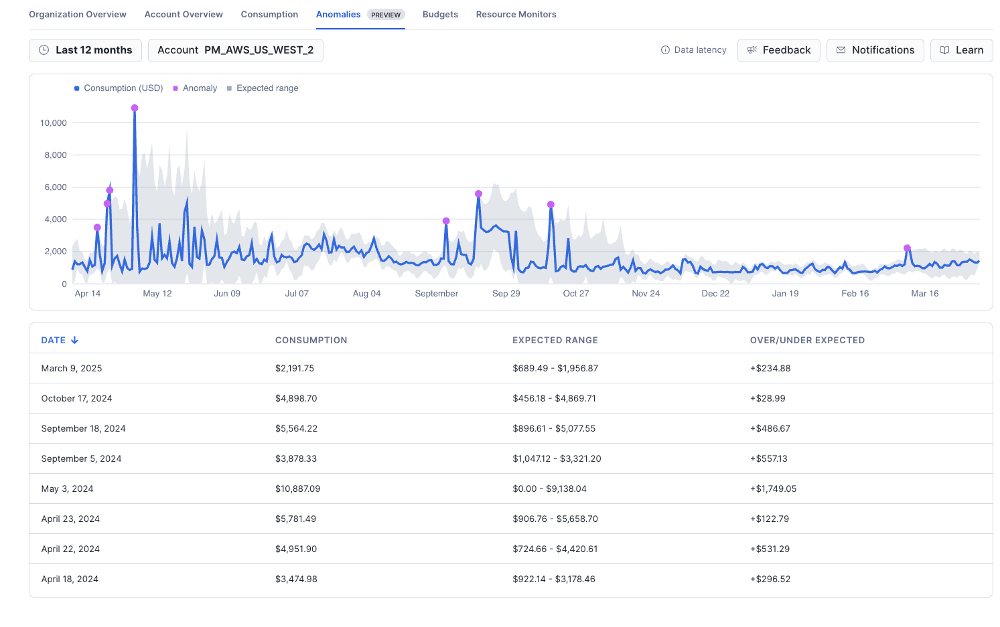 Organization Overview Account Overview Consumption Anomalies PREVIEW Budgets Resource Monitors
Last 12 months Account PM_AWS_US_WEST_2 Data latency Feedback Notifications Learn
Consumption (USD) Anomaly Expected range
10,000
8,000
6,000
4,000
2,000
0
Apr 14 May 12 Jun 09 Jul 07 Aug 04 September Sep 29 Oct 27 Nov 24 Dec 22 Jan 19 Feb 16 Mar 16
DATE CONSUMPTION EXPECTED RANGE OVER/UNDER EXPECTED
March 9, 2025 $2,191.75 $689.49 - $1,956.87 +$234.88
October 17, 2024 $4,898.70 $456.18 - $4,869.71 +$28.99
September 18, 2024 $5,564.22 $896.61 - $5,077.55 +$486.67
September 5, 2024 $3,878.33 $1,047.12 - $3,321.20 +$557.13
May 3, 2024 $10,887.09 $0.00 - $9,138.04 +$1,749.05
April 23, 2024 $5,781.49 $906.76 - $5,658.70 +$122.79
April 22, 2024 $4,951.90 $724.66 - $4,420.61 +$531.29
April 18, 2024 $3,474.98 $922.14 - $3,178.46 +$296.52